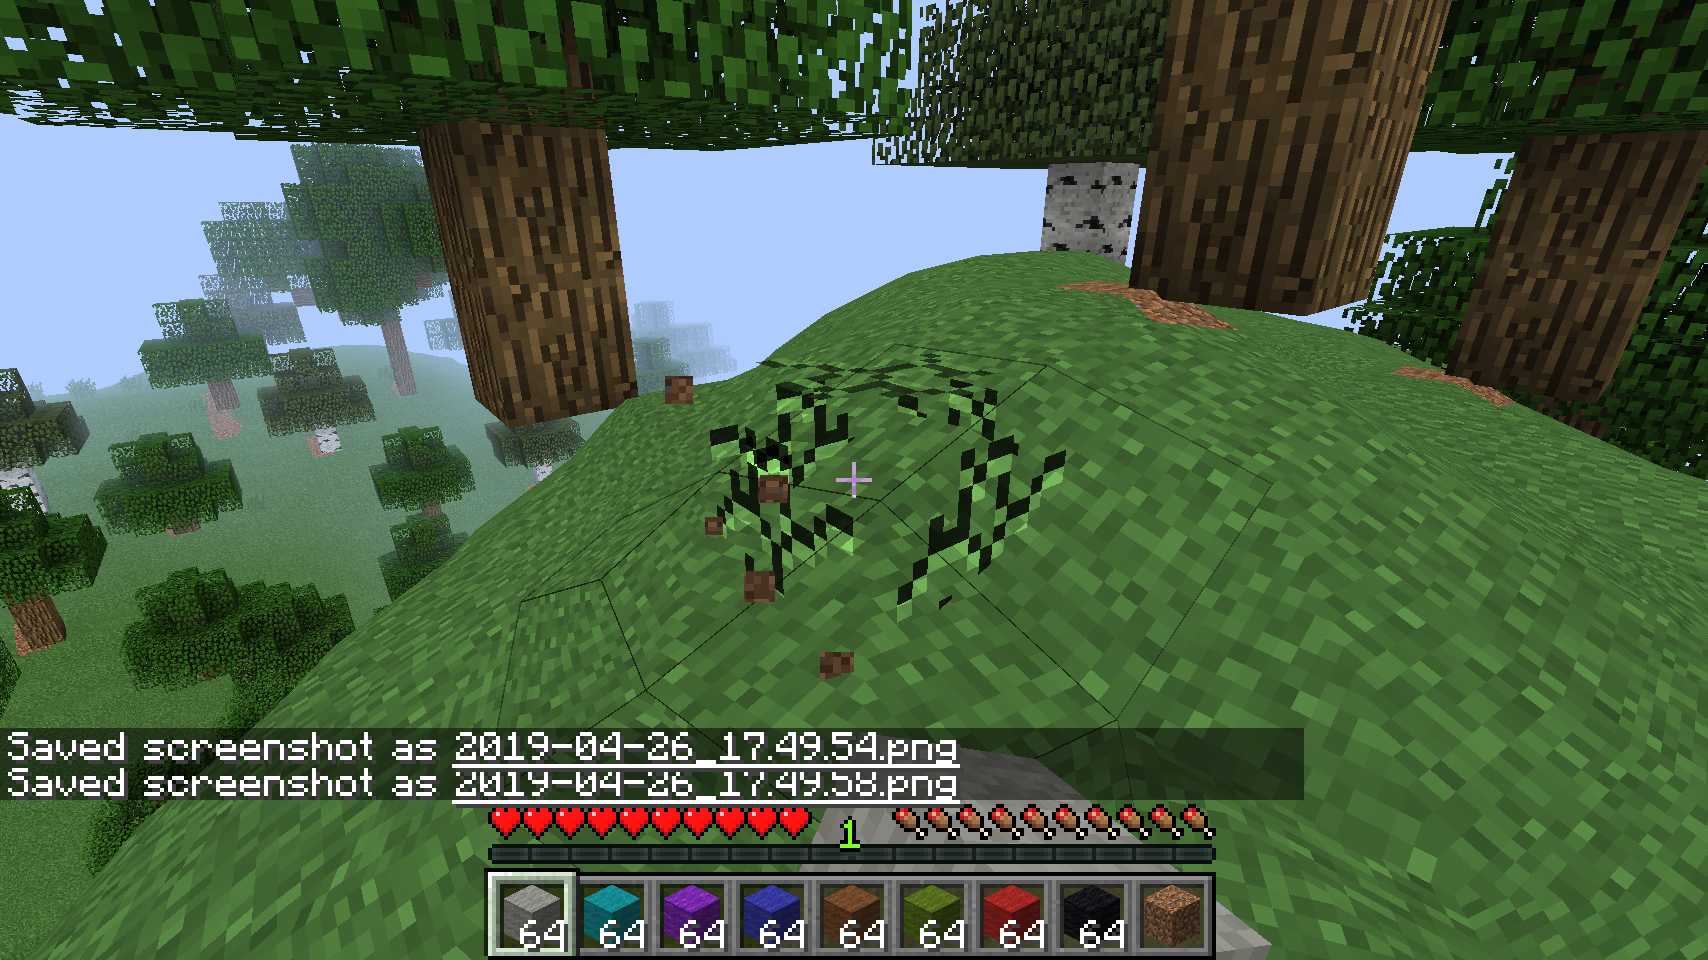 Saved screenshot as 2019-04-26_17.49.54.png
Saved screenshot as 2019-04-26_17.49.58.png
1
64 64 64 64 64 64 64 64